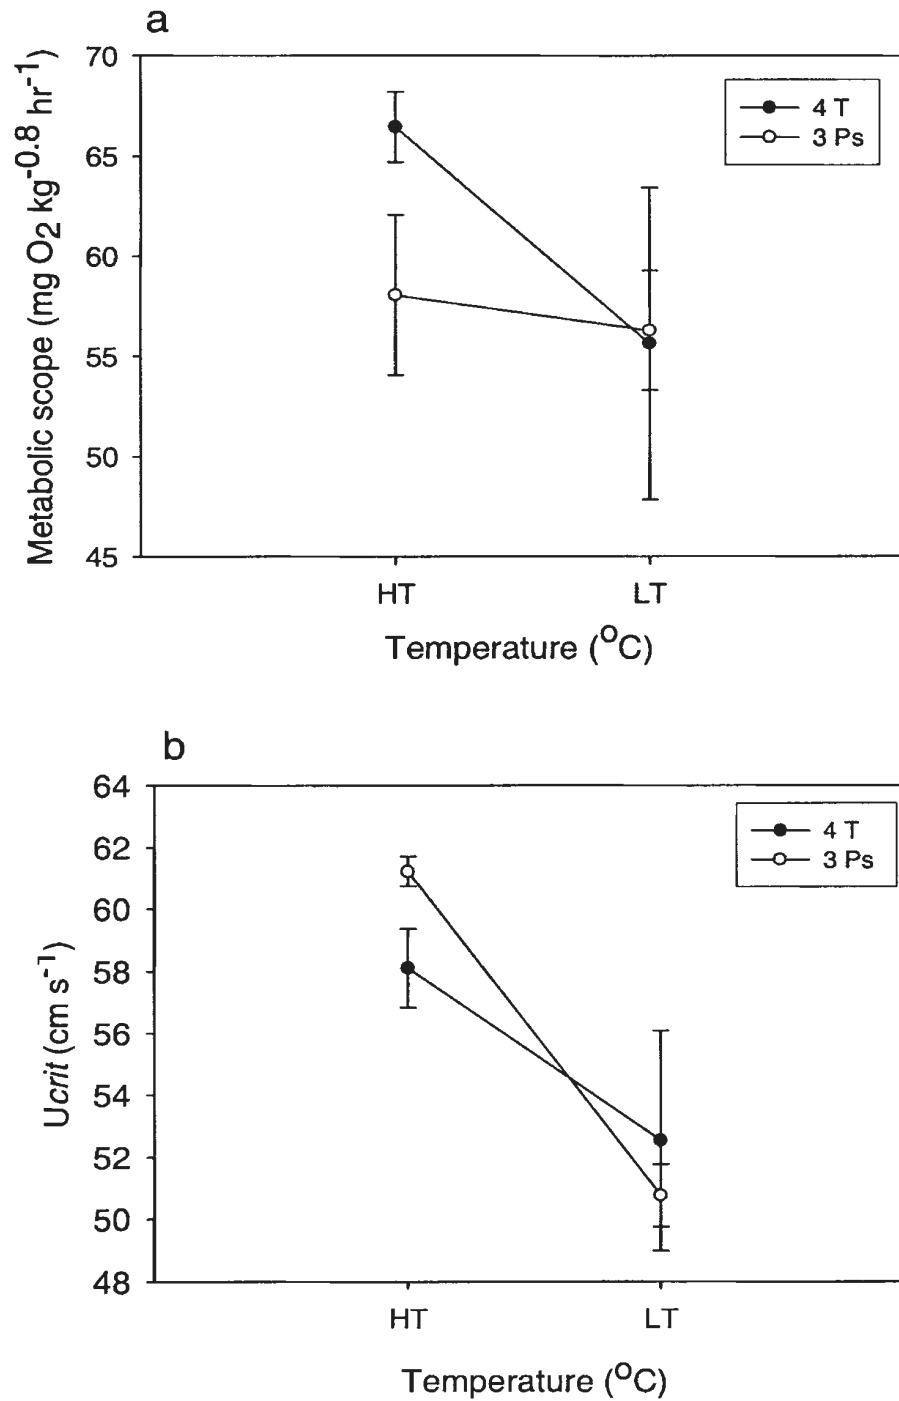 a
Metabolic scope (mg O2 kg-0.8 hr-1)
70
65
60
55
50
45
4 T
3 Ps
HT LT
Temperature (oC)
b
Ucrit (cm s-1)
64
62
60
58
56
54
52
50
48
4 T
3 Ps
HT LT
Temperature (oC)